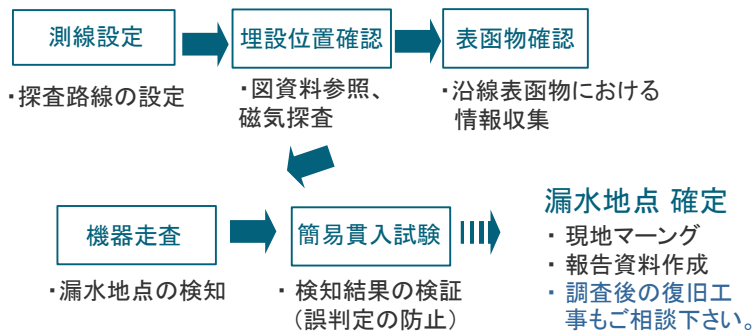 測線設定
埋設位置確認
表函物確認
・探査路線の設定
・図資料参照、
磁気探査
・沿線表函物における
情報収集
機器走査
簡易貫入試験
漏水地点 確定
・漏水地点の検知
・ 検知結果の検証
（誤判定の防止）
・ 現地マーング
・ 報告資料作成
・ 調査後の復旧工
事もご相談下さい。